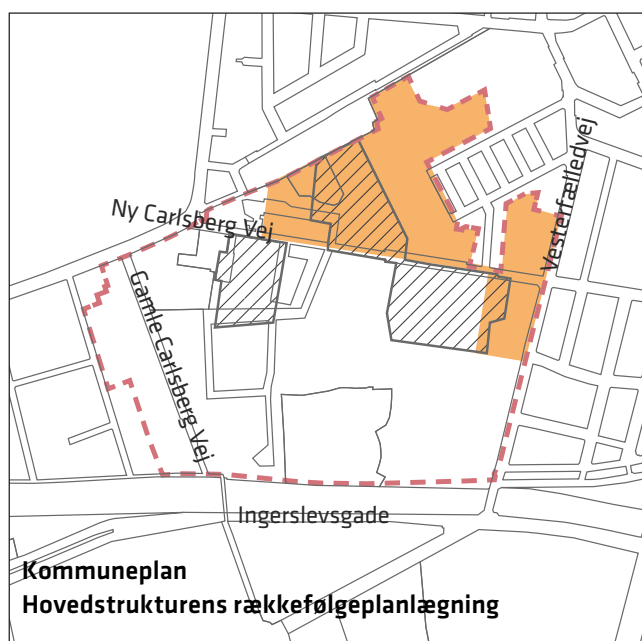 Ny Carlsberg Vej
Vesterfælledvej
Gamle Carlsberg Vej
Ingerslevsgade
Kommuneplan
Hovedstrukturens rækkefølgeplanlægning